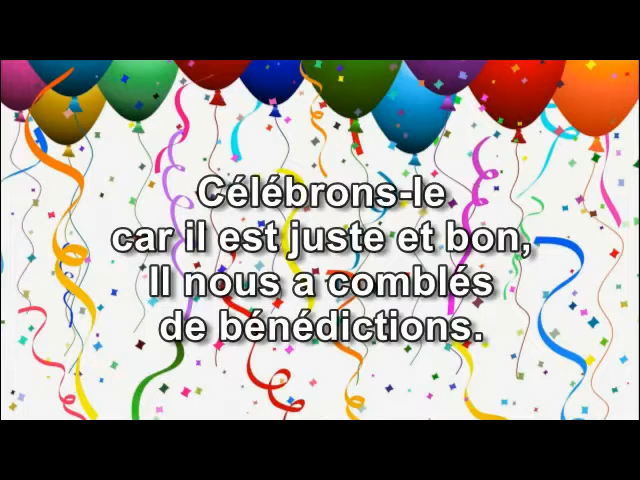 Célébrons-le
car il est juste et bon,
Il nous a comblés
de bénédictions.